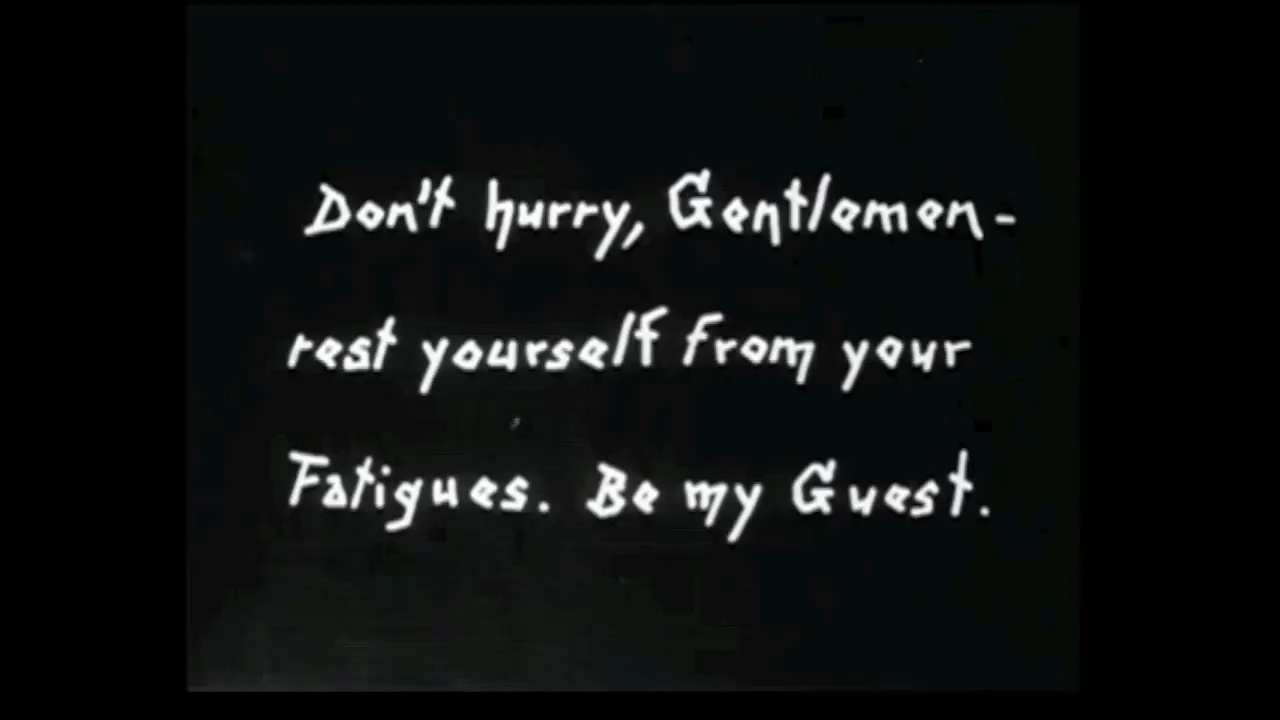 Don't hurry, Gentlemen-
rest yourself from your
Fatigues. Be my Guest.